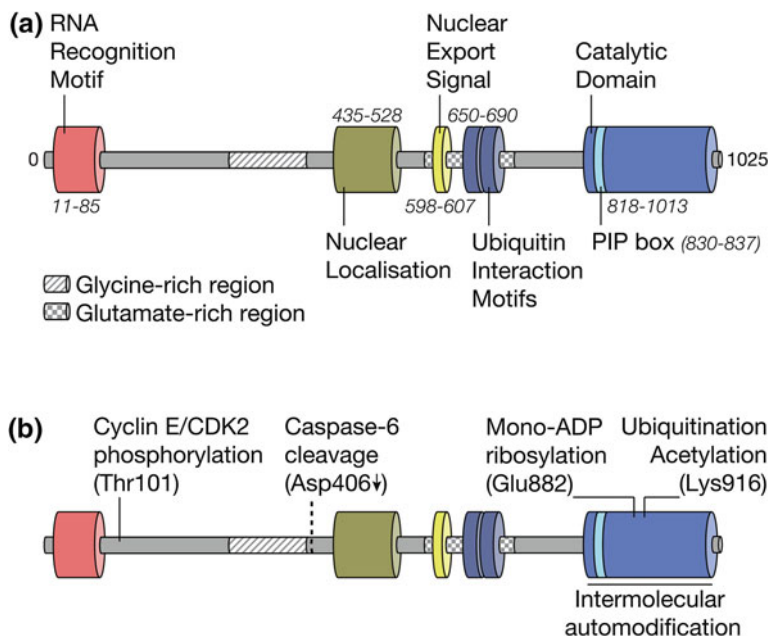 (a) RNA
Recognition
Motif
Nuclear
Export
Signal
Catalytic
Domain
435-528
650-690
0
1025
11-85
598-607
818-1013
Nuclear
Localisation
Ubiquitin
Interaction
Motifs
PIP box (830-837)
Glycine-rich region
Glutamate-rich region
(b)
Cyclin E/CDK2
phosphorylation
(Thr101)
Caspase-6
cleavage
(Asp406↓)
Mono-ADP
ribosylation
(Glu882)
Ubiquitination
Acetylation
(Lys916)
Intermolecular
automodification